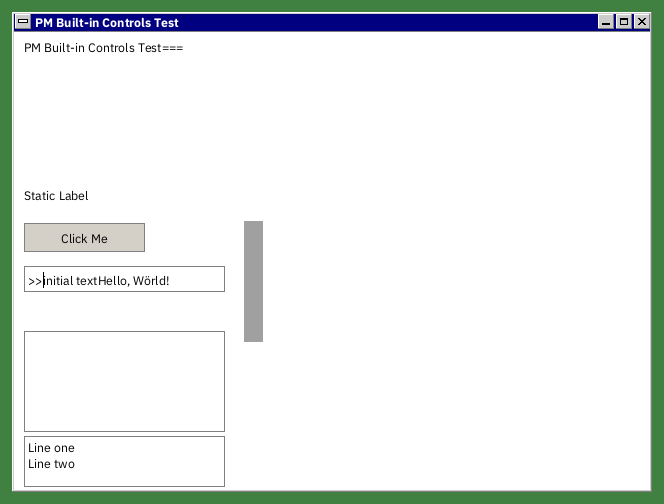 PM Built-in Controls Test
PM Built-in Controls Test===
Static Label
Click Me
>>initial textHello, Wörld!
Line one
Line two